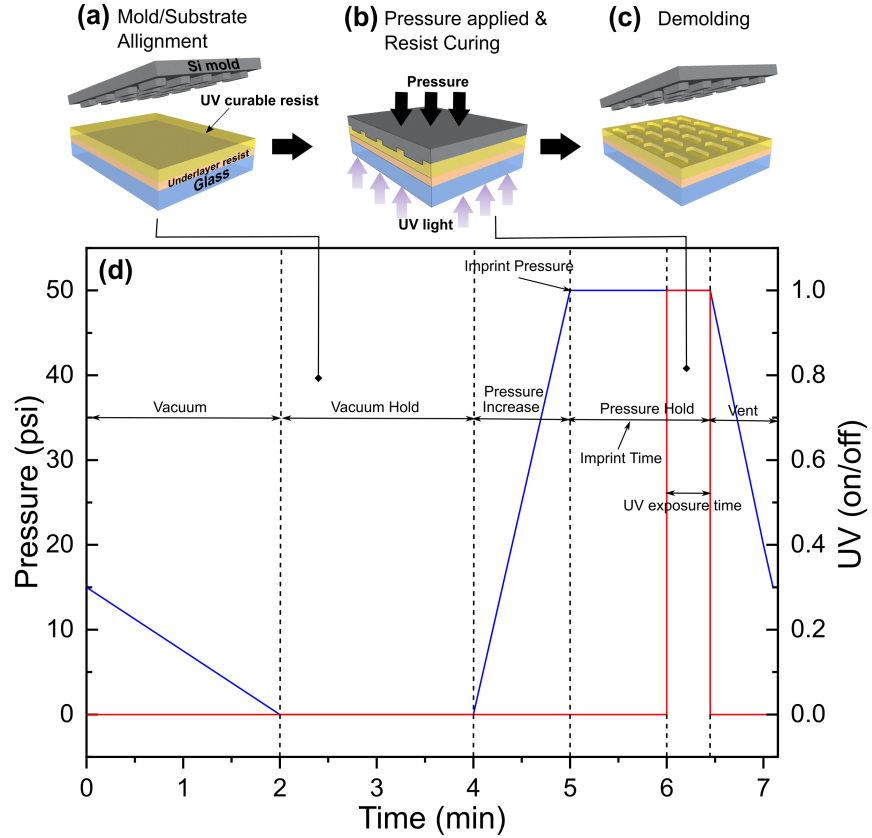 (a) Mold/Substrate
Allignment
Si mold
UV curable resist
Underlayer resist
Glass
(b) Pressure applied &
Resist Curing
Pressure
UV light
(c) Demolding
(d)
Imprint Pressure
Vacuum
Vacuum Hold
Pressure
Increase
Pressure Hold
Vent
Imprint Time
UV exposure time
Pressure (psi)
50
40
30
20
10
0
UV (on/off)
1.0
0.8
0.6
0.4
0.2
0.0
0 1 2 3 4 5 6 7
Time (min)